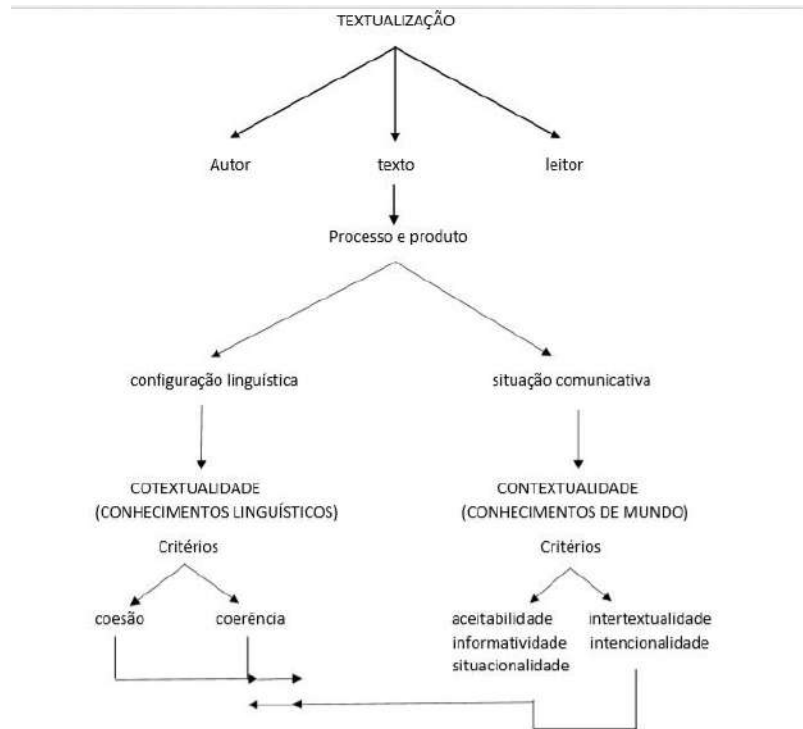 TEXTUALIZAÇÃO
Autor texto leitor
Processo e produto
configuração linguística situação comunicativa
COTEXTUALIDADE CONTEXTUALIDADE
(CONHECIMENTOS LINGUÍSTICOS) (CONHECIMENTOS DE MUNDO)
Critérios Critérios
coesão coerência aceitabilidade intertextualidade
informatividade intencionalidade
situacionalidade